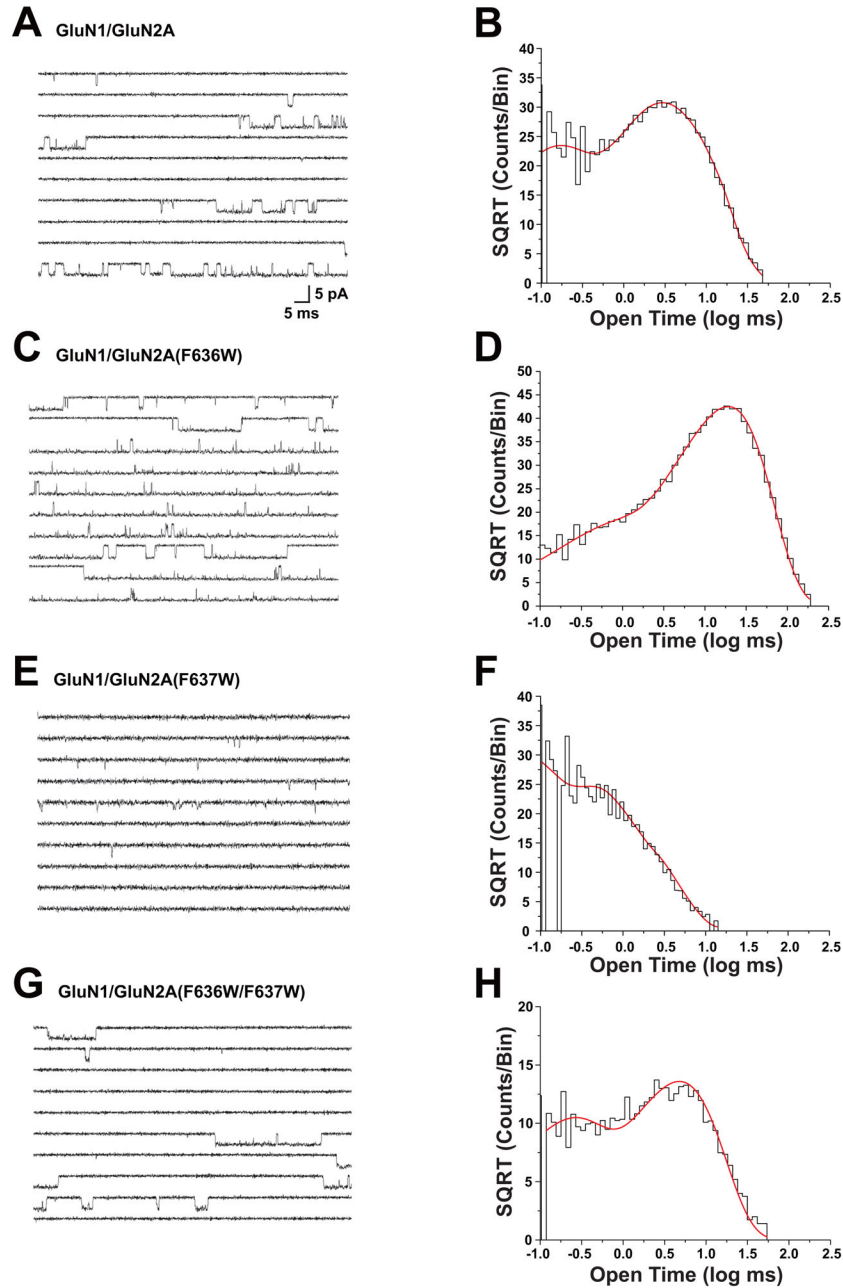 A GluN1/GluN2A
5 pA
5 ms
B
SQRT (Counts/Bin)
40
35
30
25
20
15
10
5
0
-1.0 -0.5 0.0 0.5 1.0 1.5 2.0 2.5
Open Time (log ms)
C GluN1/GluN2A(F636W)
D
SQRT (Counts/Bin)
50
45
40
35
30
25
20
15
10
5
0
-1.0 -0.5 0.0 0.5 1.0 1.5 2.0 2.5
Open Time (log ms)
E GluN1/GluN2A(F637W)
F
SQRT (Counts/Bin)
40
35
30
25
20
15
10
5
0
-1.0 -0.5 0.0 0.5 1.0 1.5 2.0 2.5
Open Time (log ms)
G GluN1/GluN2A(F636W/F637W)
H
SQRT (Counts/Bin)
20
15
10
5
0
-1.0 -0.5 0.0 0.5 1.0 1.5 2.0 2.5
Open Time (log ms)